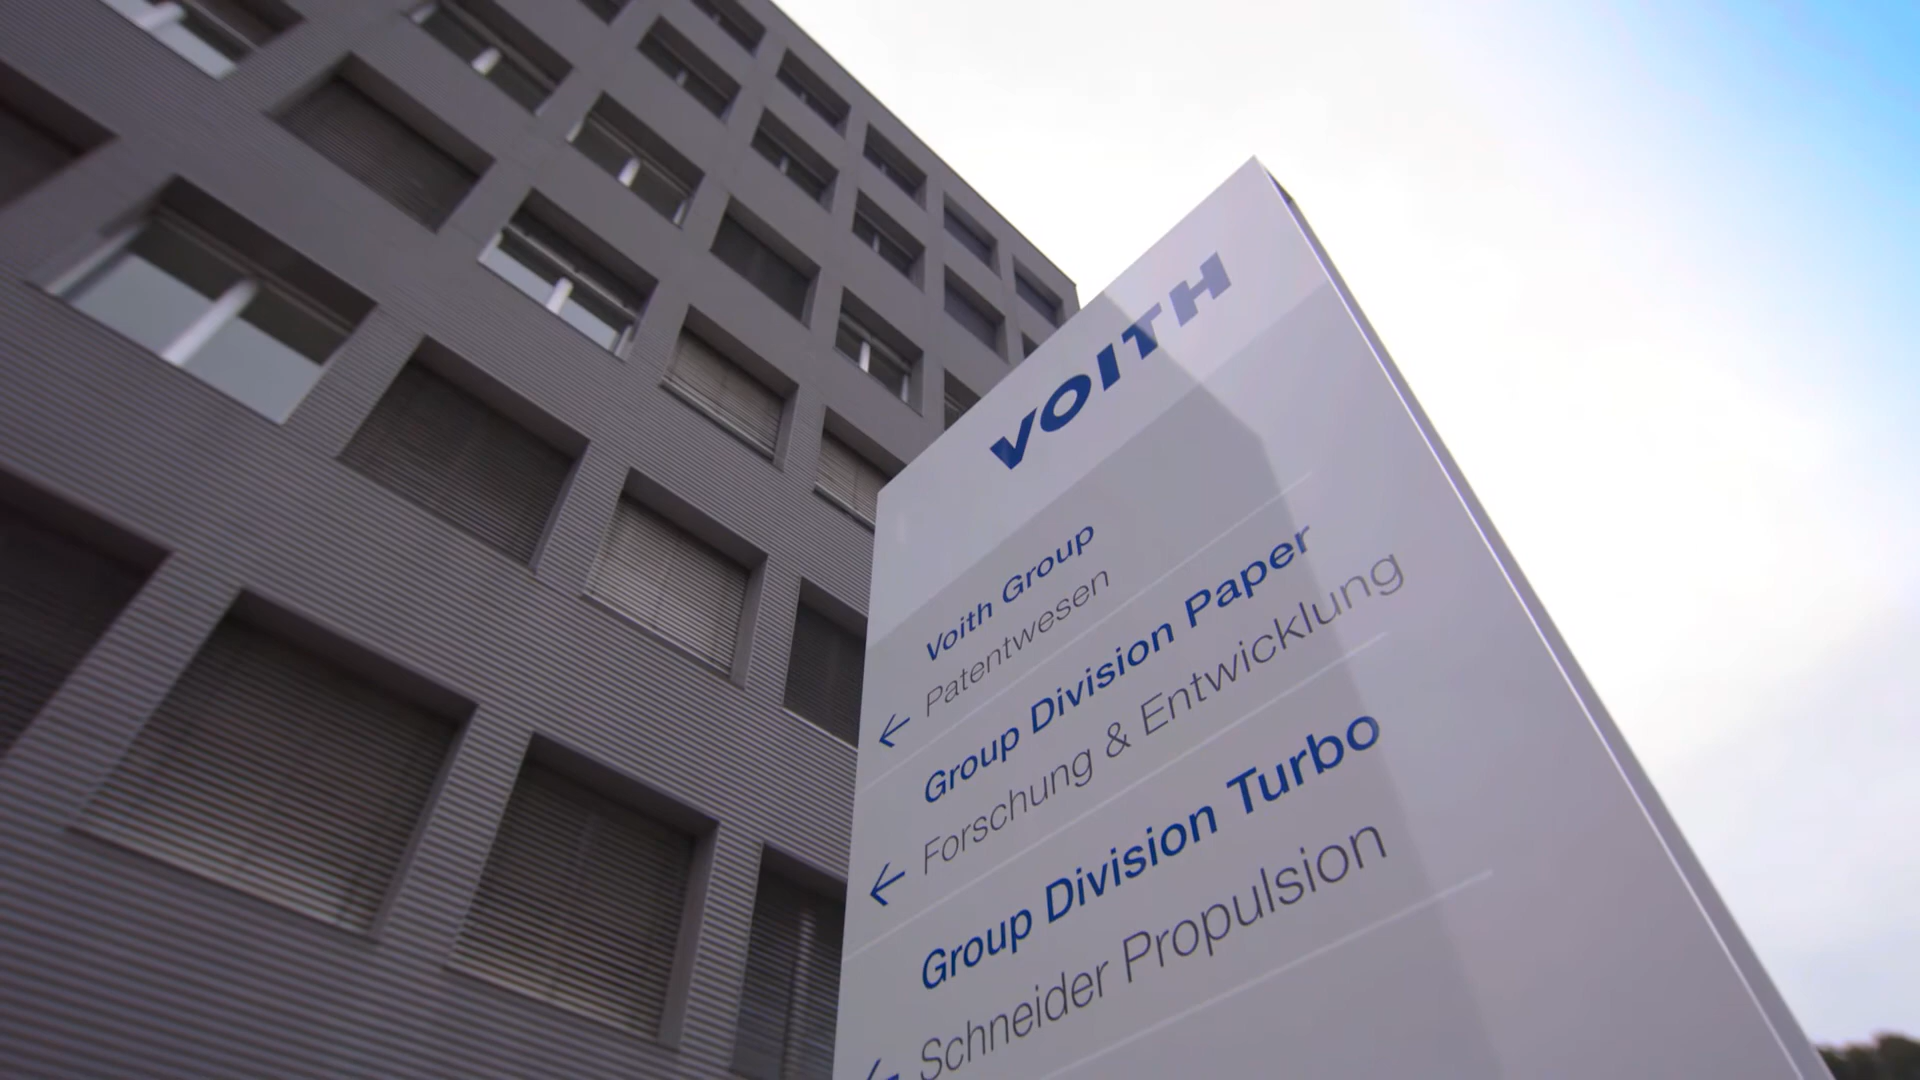 VOITH
Voith Group
Patentwesen
Group Division Paper
Forschung & Entwicklung
Group Division Turbo
Schneider Propulsion